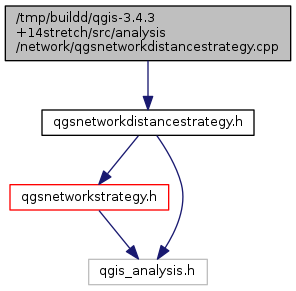 /tmp/buildd/qgis-3.4.3
+14stretch/src/analysis
/network/qgsnetworkdistancestrategy.cpp
qgsnetworkdistancestrategy.h
qgsnetworkstrategy.h
qgis_analysis.h